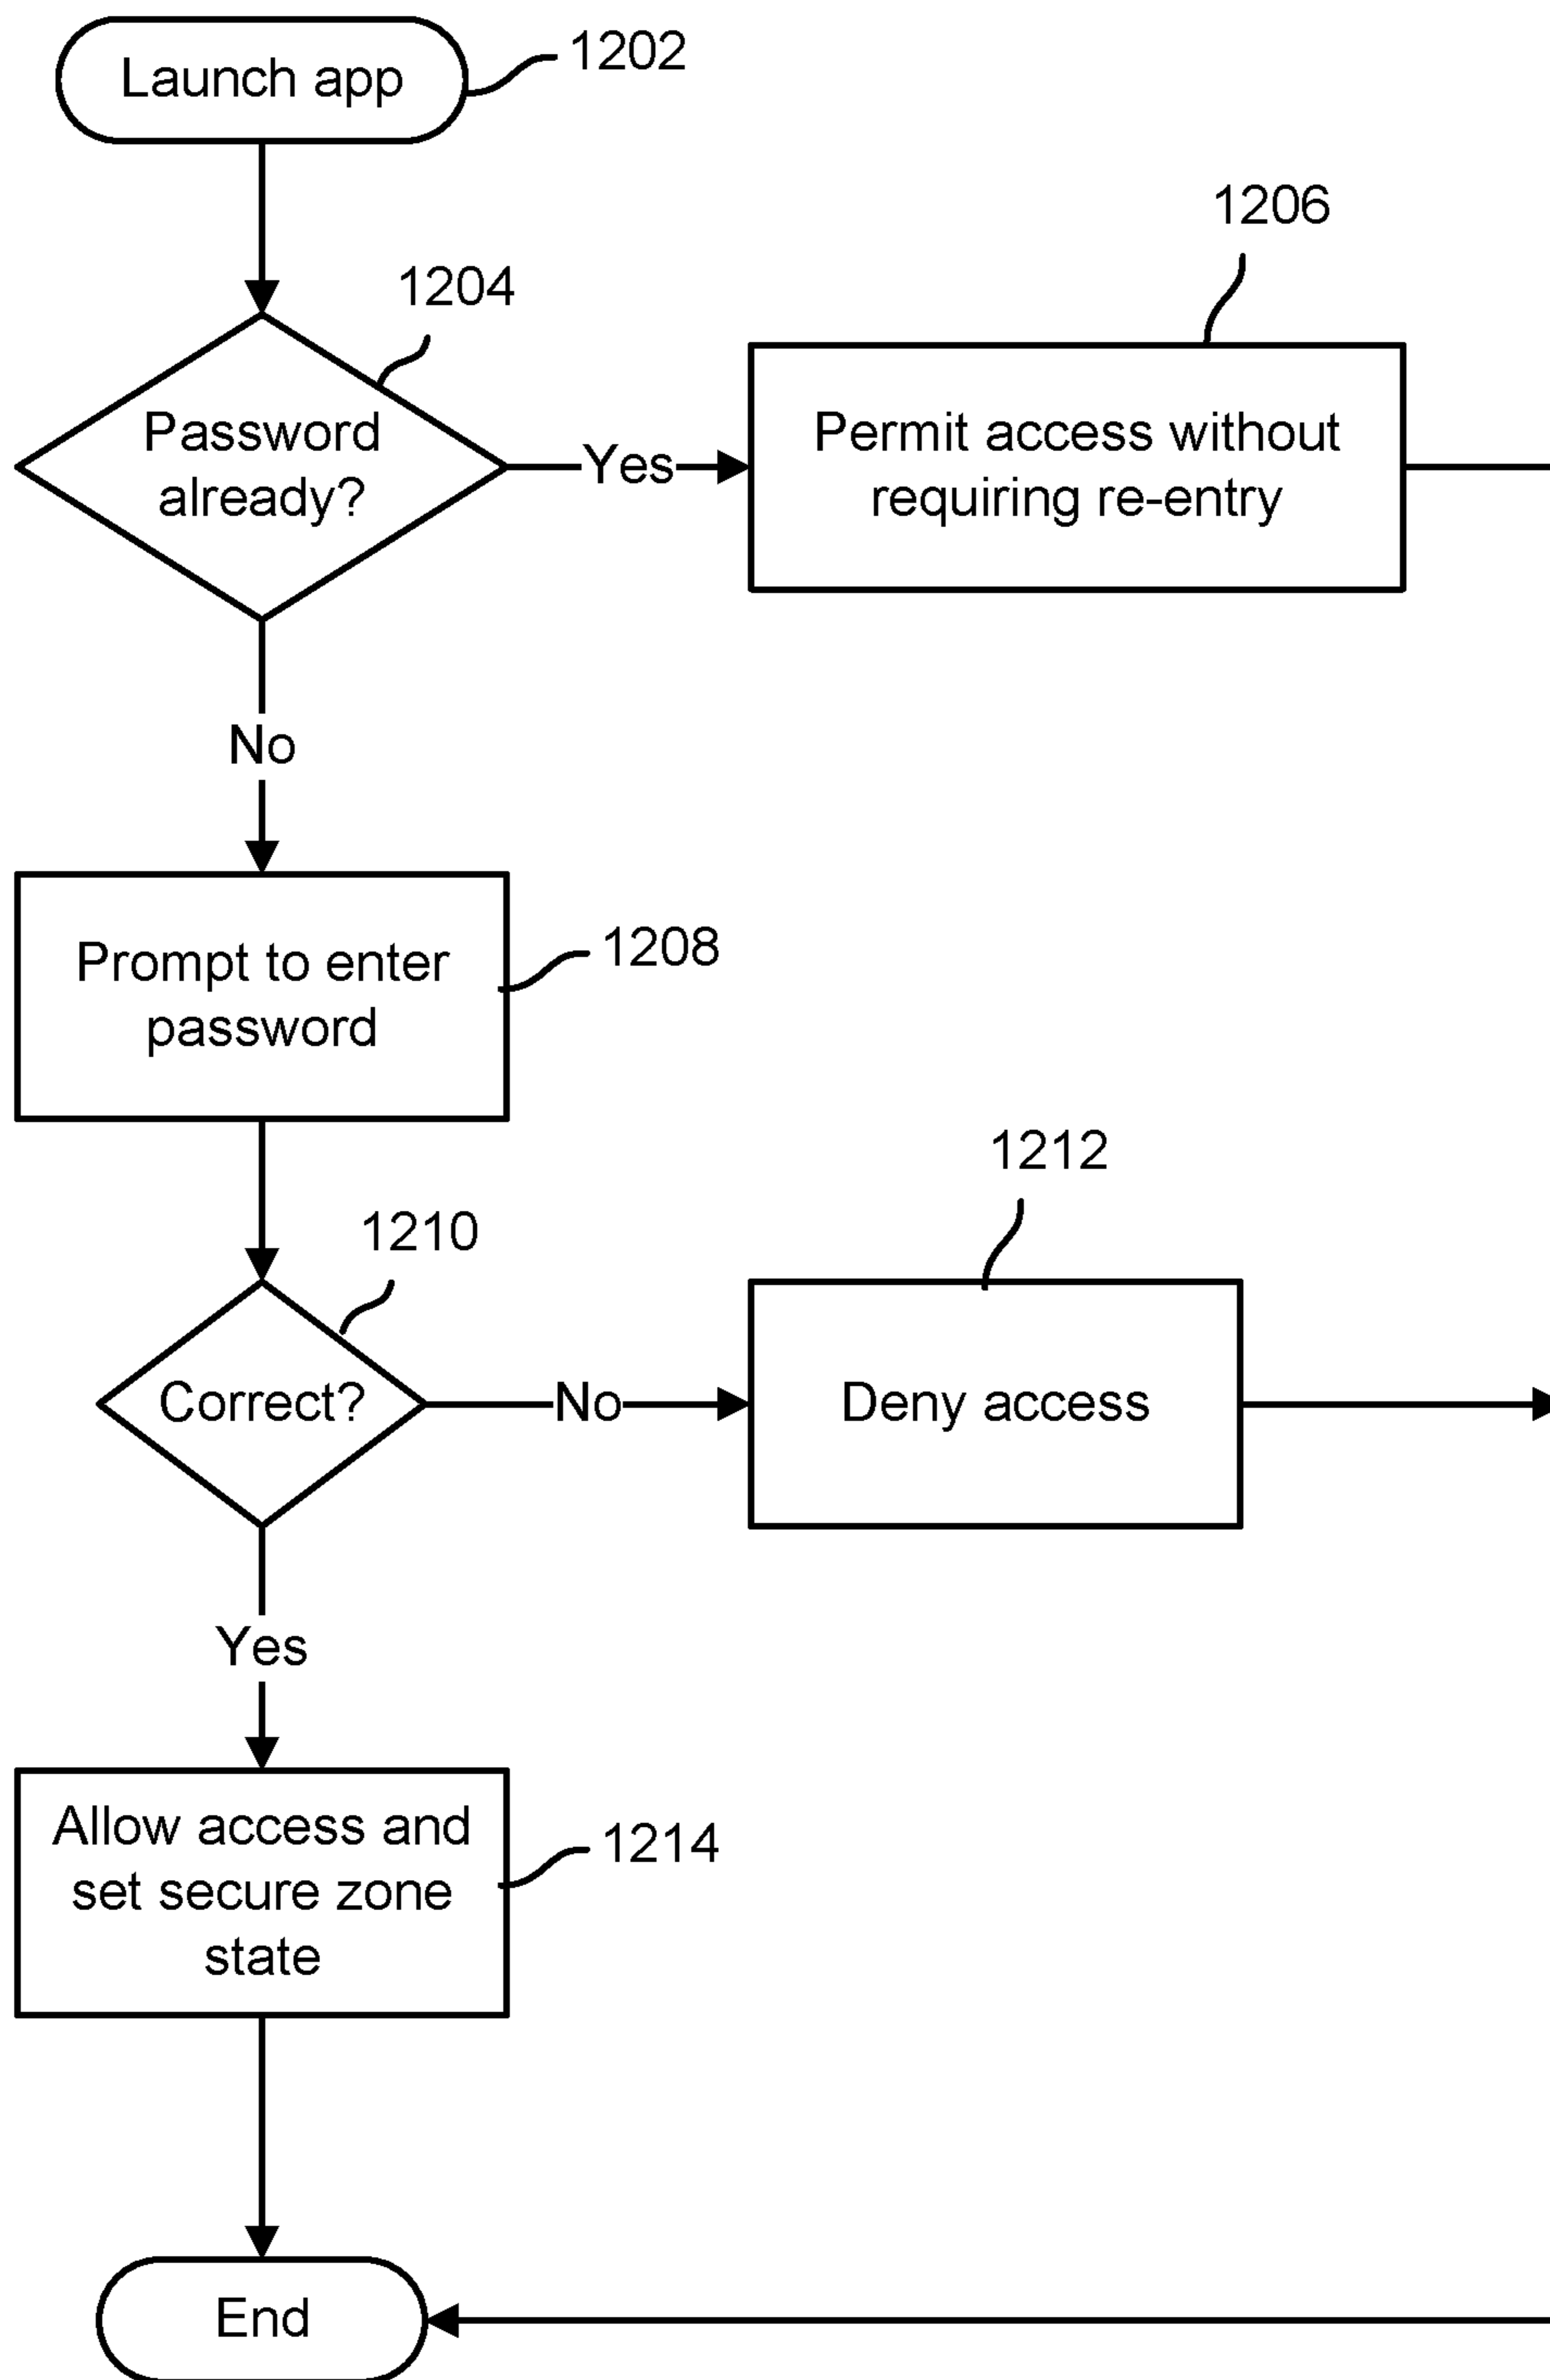 Launch app
1202
1204
1206
Password
already?
Yes
Permit access without
requiring re-entry
No
Prompt to enter
password
1208
1210
1212
Correct?
No
Deny access
Yes
Allow access and
set secure zone
state
1214
End